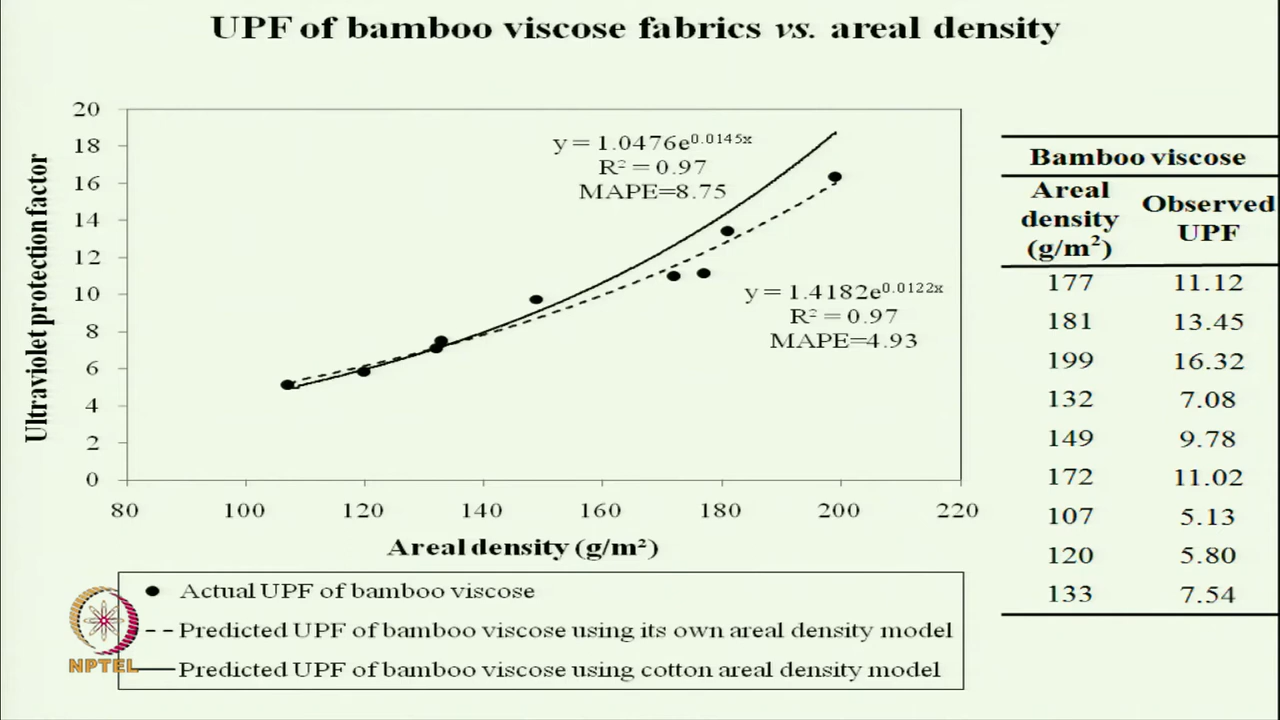 UPF of bamboo viscose fabrics vs. areal density
Ultraviolet protection factor
20
18
16
14
12
10
8
6
4
2
0
80 100 120 140 160 180 200 220
Areal density (g/m²)
y = 1.0476e^0.0145x
R² = 0.97
MAPE=8.75
y = 1.4182e^0.0122x
R² = 0.97
MAPE=4.93
Actual UPF of bamboo viscose
Predicted UPF of bamboo viscose using its own areal density model
Predicted UPF of bamboo viscose using cotton areal density model
NPTEL
Bamboo viscose
Areal density (g/m²) Observed UPF
177 11.12
181 13.45
199 16.32
132 7.08
149 9.78
172 11.02
107 5.13
120 5.80
133 7.54